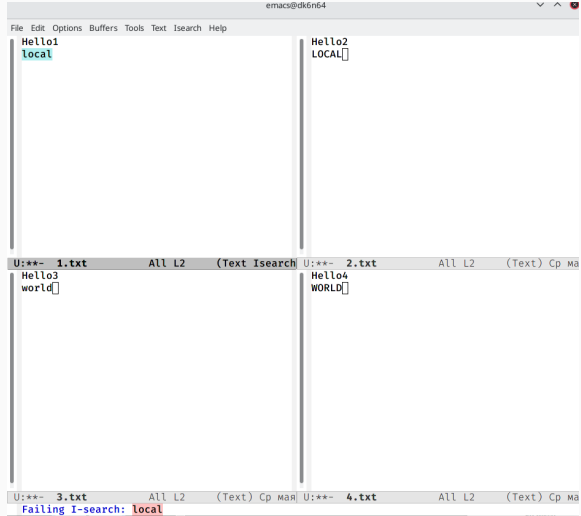 emacs@dk6n64
File Edit Options Buffers Tools Text Isearch Help
Hello1
local
Hello2
LOCAL
U:**- 1.txt All L2 (Text Isearch
U:**- 2.txt All L2 (Text) Ср ма
Hello3
world
Hello4
WORLD
U:**- 3.txt All L2 (Text) Ср мая
U:**- 4.txt All L2 (Text) Ср ма
Failing I-search: local